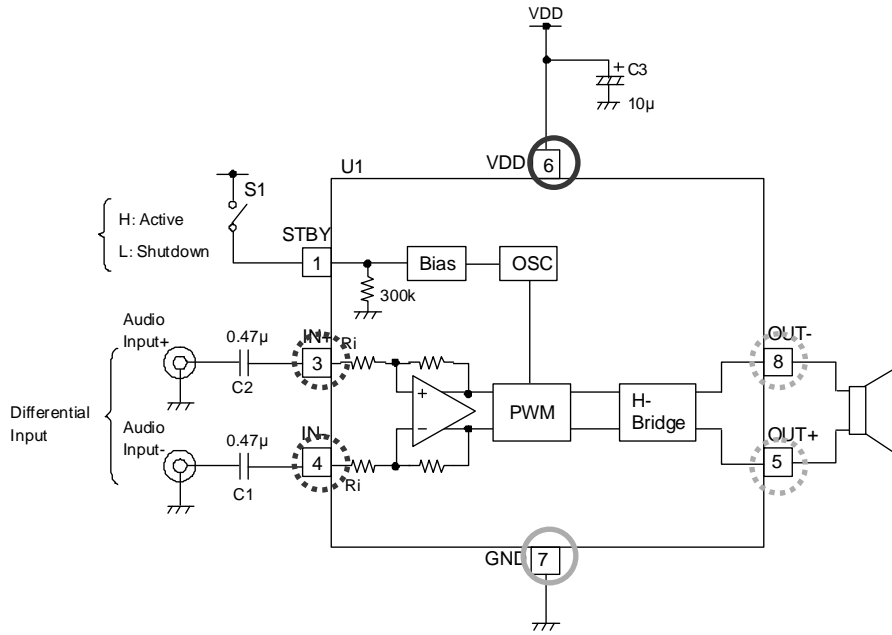 VDD
+ C3
10µ
U1
VDD 6
S1
H: Active
L: Shutdown
STBY
1
Bias
OSC
300k
Audio
Input+
0.47µ
C2
IN+
3
Ri
OUT-
8
+
−
PWM
H-
Bridge
Differential
Input
Audio
Input-
0.47µ
C1
IN-
4
Ri
OUT+
5
GND 7